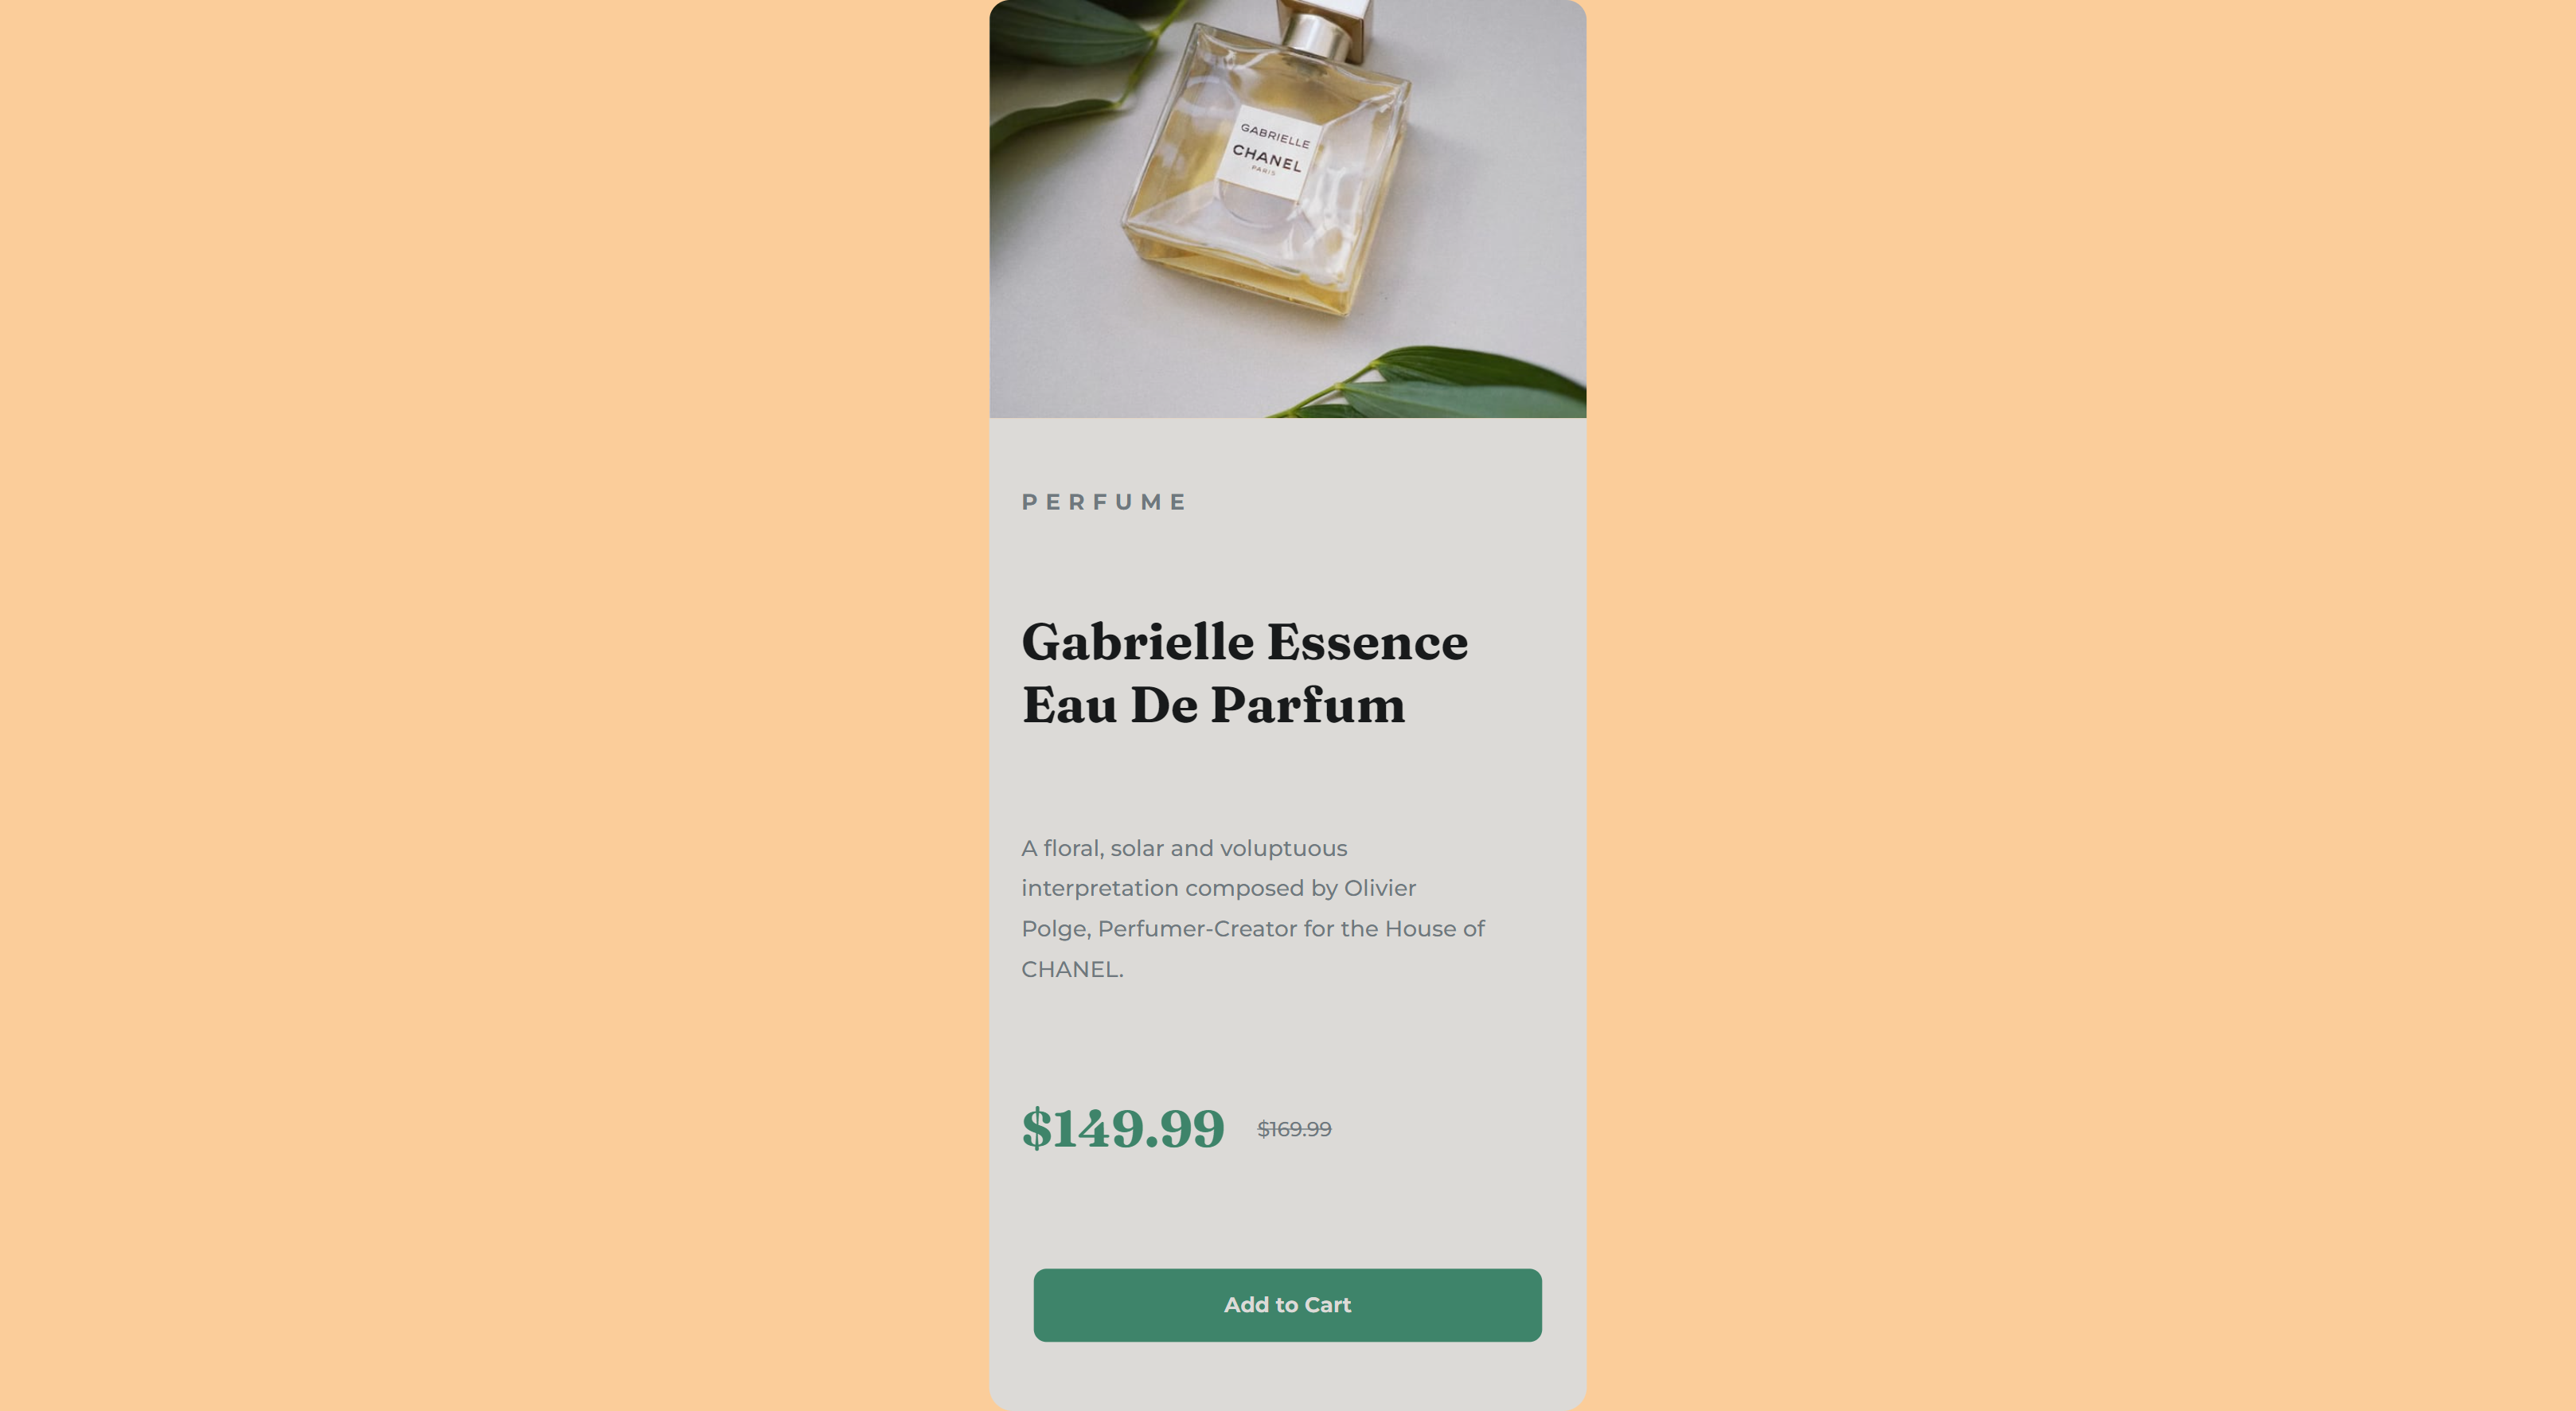 GABRIELLE
CHANEL
PARIS
PERFUME
Gabrielle Essence
Eau De Parfum
A floral, solar and voluptuous
interpretation composed by Olivier
Polge, Perfumer-Creator for the House of
CHANEL.
$149.99 $169.99
Add to Cart